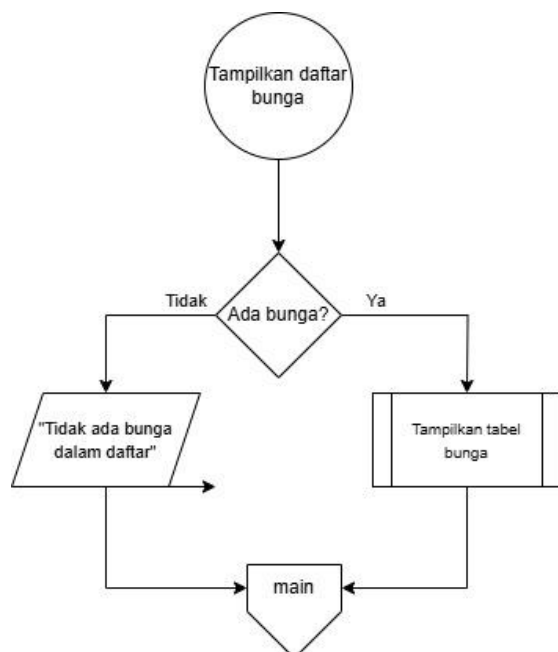 Tampilkan daftar
bunga
Tidak
Ada bunga?
Ya
"Tidak ada bunga
dalam daftar"
Tampilkan tabel
bunga
main